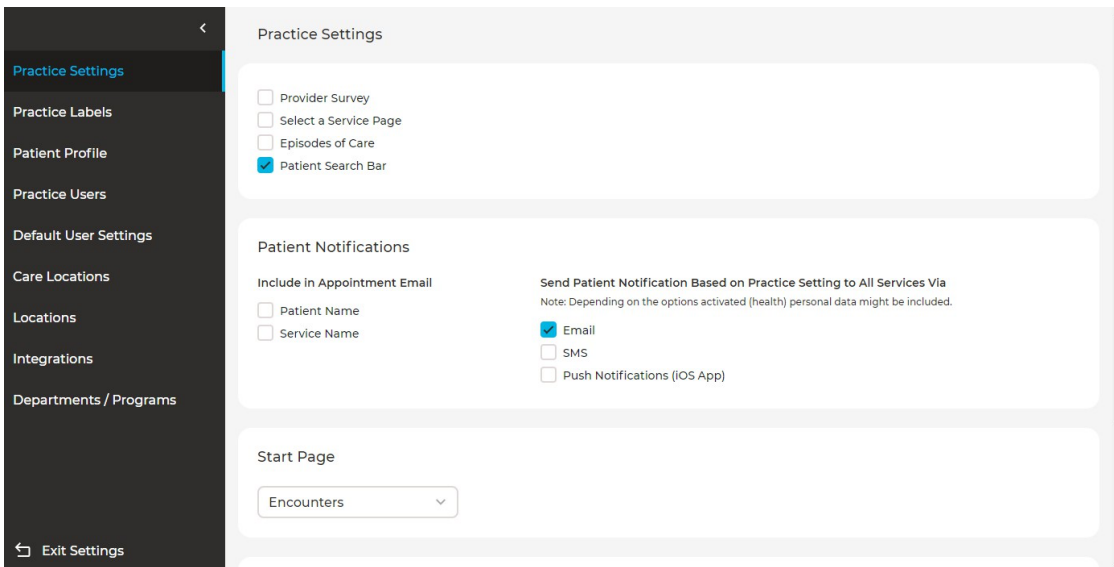 Practice Settings
Practice Labels
Patient Profile
Practice Users
Default User Settings
Care Locations
Locations
Integrations
Departments / Programs
Exit Settings
Practice Settings
Provider Survey
Select a Service Page
Episodes of Care
Patient Search Bar
Patient Notifications
Include in Appointment Email
Patient Name
Service Name
Send Patient Notification Based on Practice Setting to All Services Via
Note: Depending on the options activated (health) personal data might be included.
Email
SMS
Push Notifications (iOS App)
Start Page
Encounters